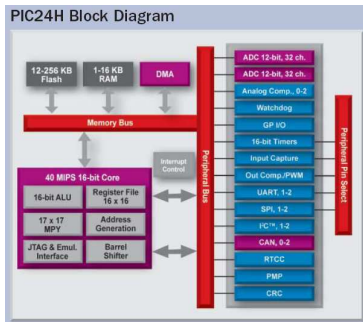 PIC24H Block Diagram
12-256 KB
Flash
1-16 KB
RAM
DMA
Memory Bus
40 MIPS 16-bit Core
16-bit ALU
Register File
16 x 16
17 x 17
MPY
Address
Generation
JTAG & Emul.
Interface
Barrel
Shifter
Interrupt
Control
Peripheral Bus
ADC 12-bit, 32 ch.
ADC 12-bit, 32 ch.
Analog Comp., 0-2
Watchdog
GP I/O
16-bit Timers
Input Capture
Out Comp./PWM
UART, 1-2
SPI, 1-2
I²C™, 1-2
CAN, 0-2
RTCC
PMP
CRC
Peripheral Pin Select